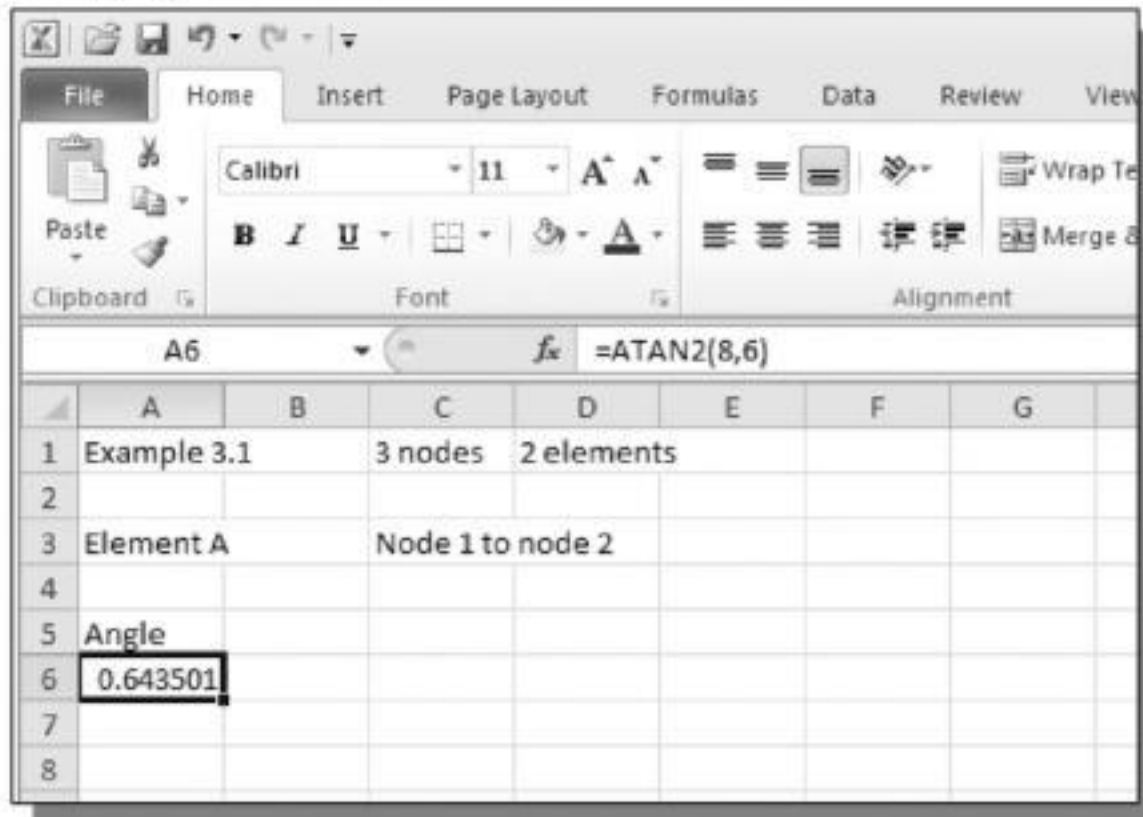 File Home Insert Page Layout Formulas Data Review View
Calibri 11 A A Wrap Te
Paste B I U A Merge &
Clipboard Font Alignment
A6 fx =ATAN2(8,6)
A B C D E F G
1 Example 3.1 3 nodes 2 elements
2
3 Element A Node 1 to node 2
4
5 Angle
6 0.643501
7
8